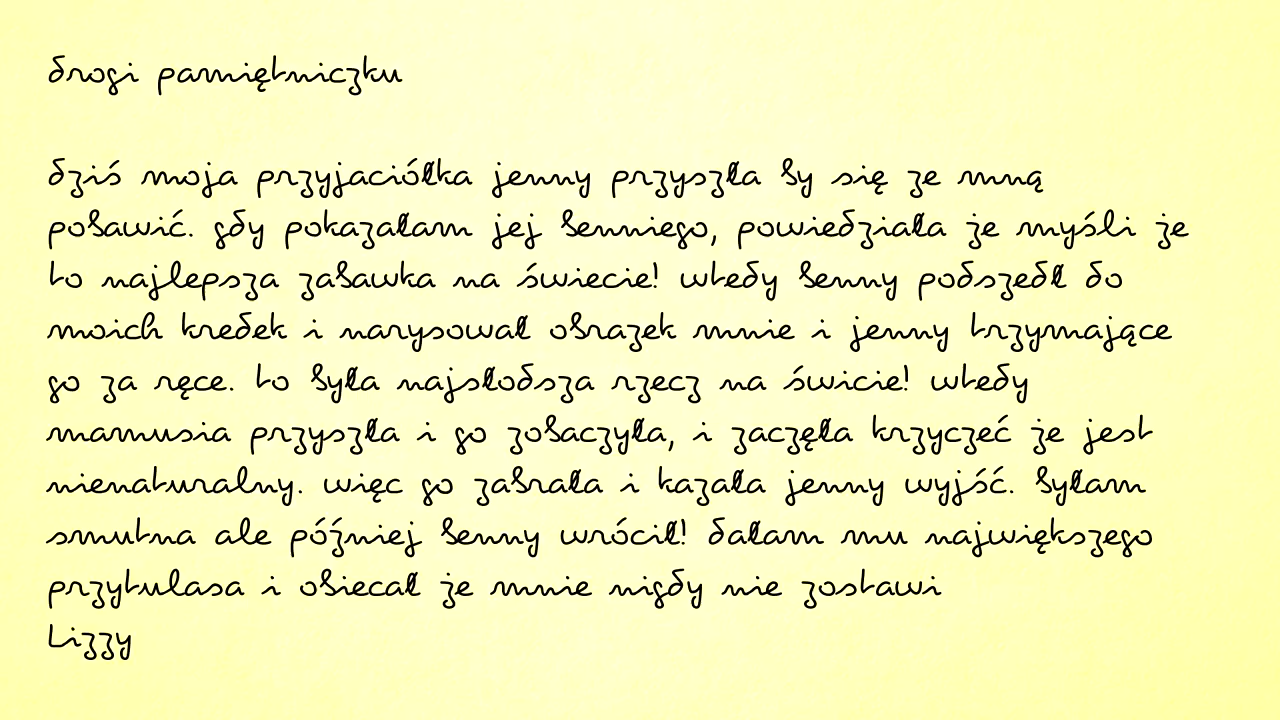 drogi pamiętniczku
dziś moja przyjaciółka jenny przyszła by się ze mną
pobawić. gdy pokazałam jej benniego, powiedziała że myśli że
to najlepsza zabawka na świecie! wtedy benny podszedł do
moich kredek i narysował obrazek mnie i jenny trzymające
go za ręce. to była najsłodsza rzecz na świcie! wtedy
mamusia przyszła i go zobaczyła, i zaczęła krzyczeć że jest
nienaturalny. więc go zabrała i kazała jenny wyjść. byłam
smutna ale później benny wrócił! dałam mu największego
przytulasa i obiecał że mnie nigdy nie zostawi
Lizzy